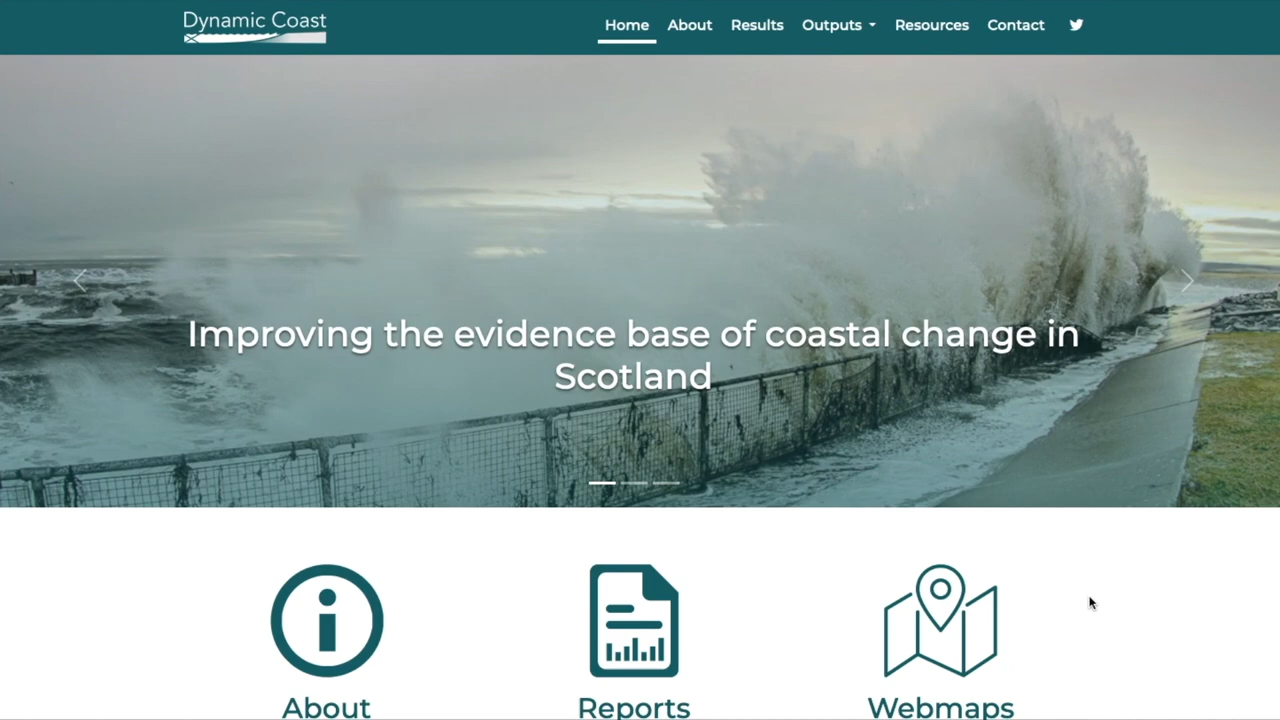 Dynamic Coast
Home About Results Outputs Resources Contact
Improving the evidence base of coastal change in
Scotland
About Reports Webmaps